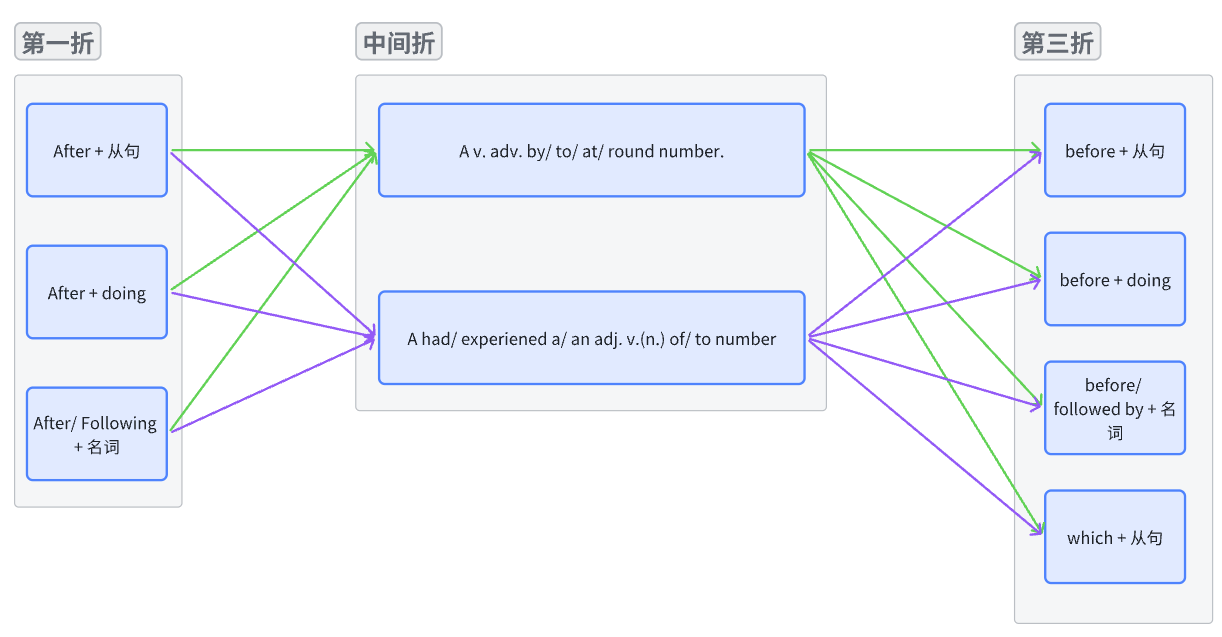 第一折
中间折
第三折
After + 从句
After + doing
After/ Following
+ 名词
A v. adv. by/ to/ at/ round number.
A had/ experiened a/ an adj. v.(n.) of/ to number
before + 从句
before + doing
before/
followed by + 名
词
which + 从句